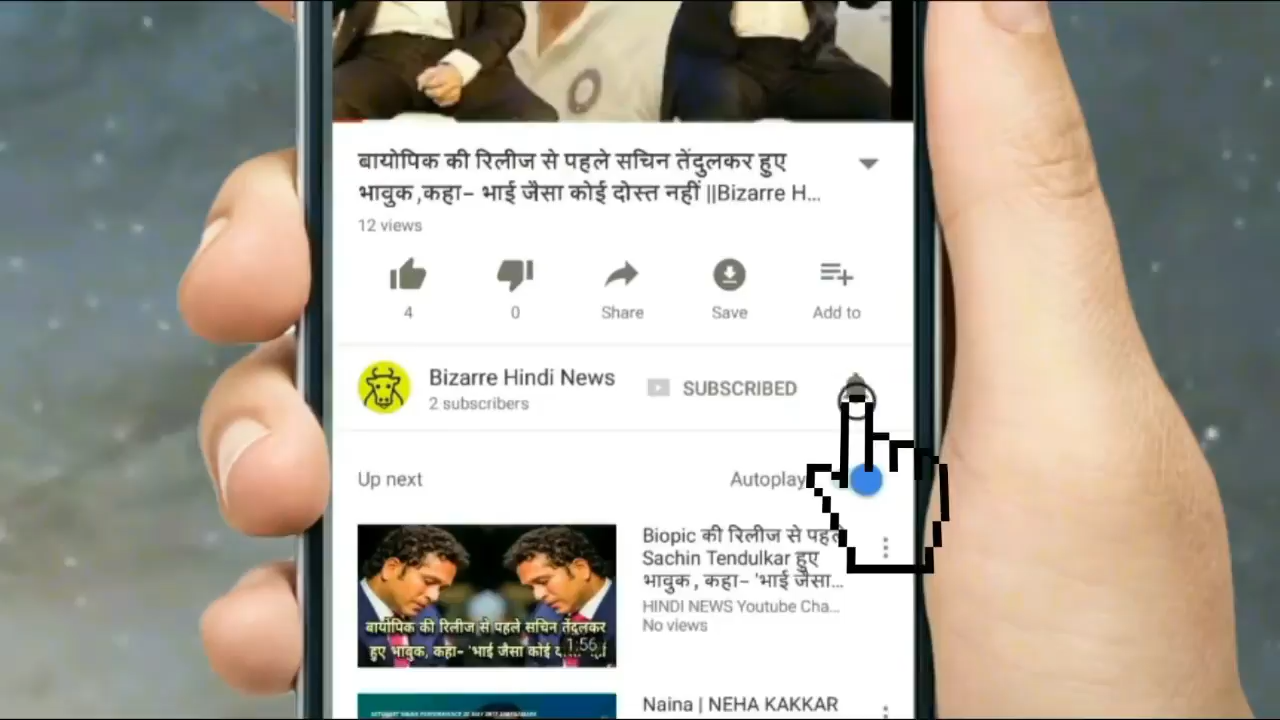 बायोपिक की रिलीज से पहले सचिन तेंदुलकर हुए
भावुक,कहा– भाई जैसा कोई दोस्त नहीं ||Bizarre H...
12 views
4
0
Share
Save
Add to
Bizarre Hindi News
SUBSCRIBED
2 subscribers
Up next
Autoplay
Biopic की रिलीज से पहले
Sachin Tendulkar हुए
भावुक, कहा– 'भाई जैसा...
HINDI NEWS Youtube Cha...
No views
बायोपिक की रिलीज से पहले सचिन तेंदुलकर
हुए भावुक, कहा– 'भाई जैसा कोई
1:56
Naina | NEHA KAKKAR